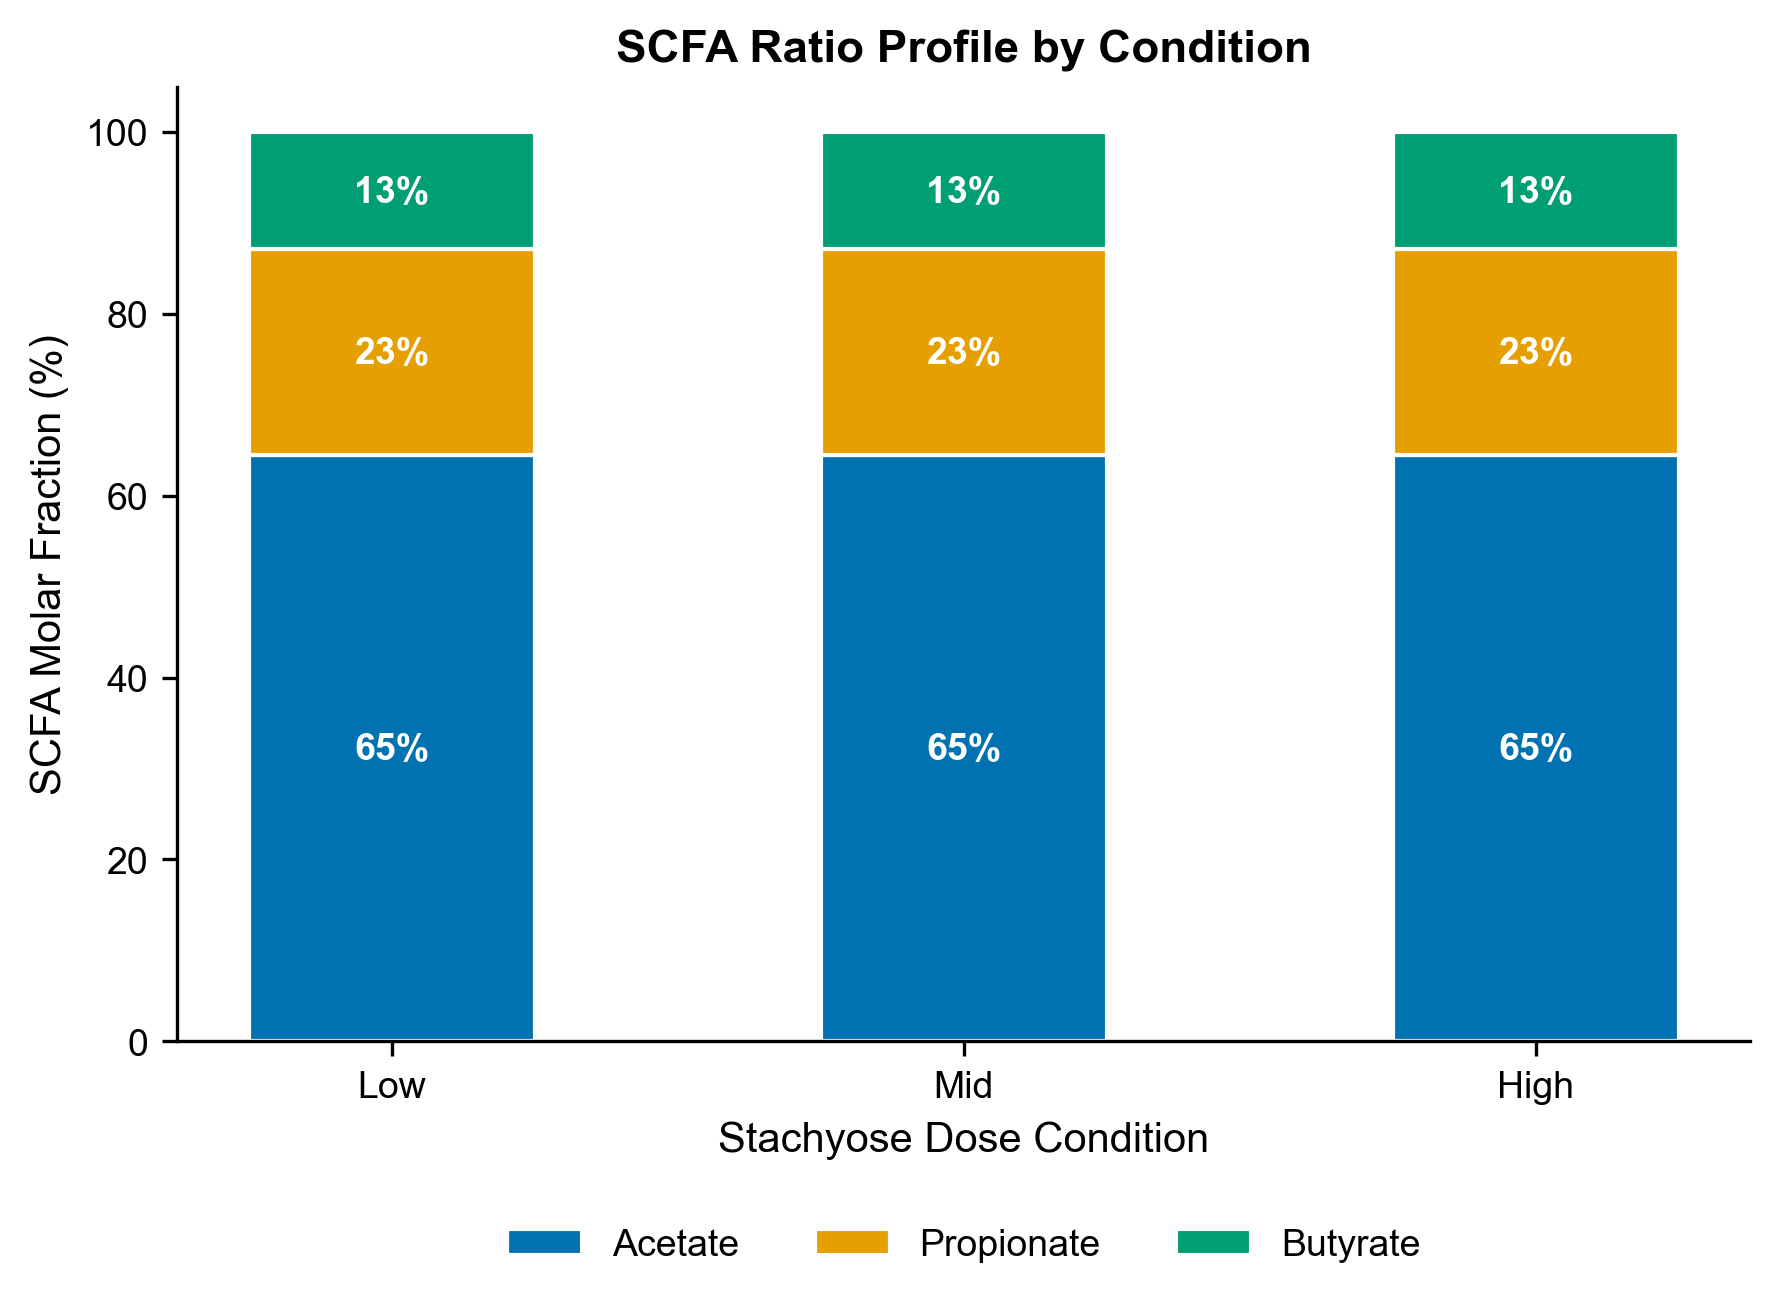 SCFA Ratio Profile by Condition
SCFA Molar Fraction (%)
100
80
60
40
20
0
13% 13% 13%
23% 23% 23%
65% 65% 65%
Low Mid High
Stachyose Dose Condition
Acetate Propionate Butyrate